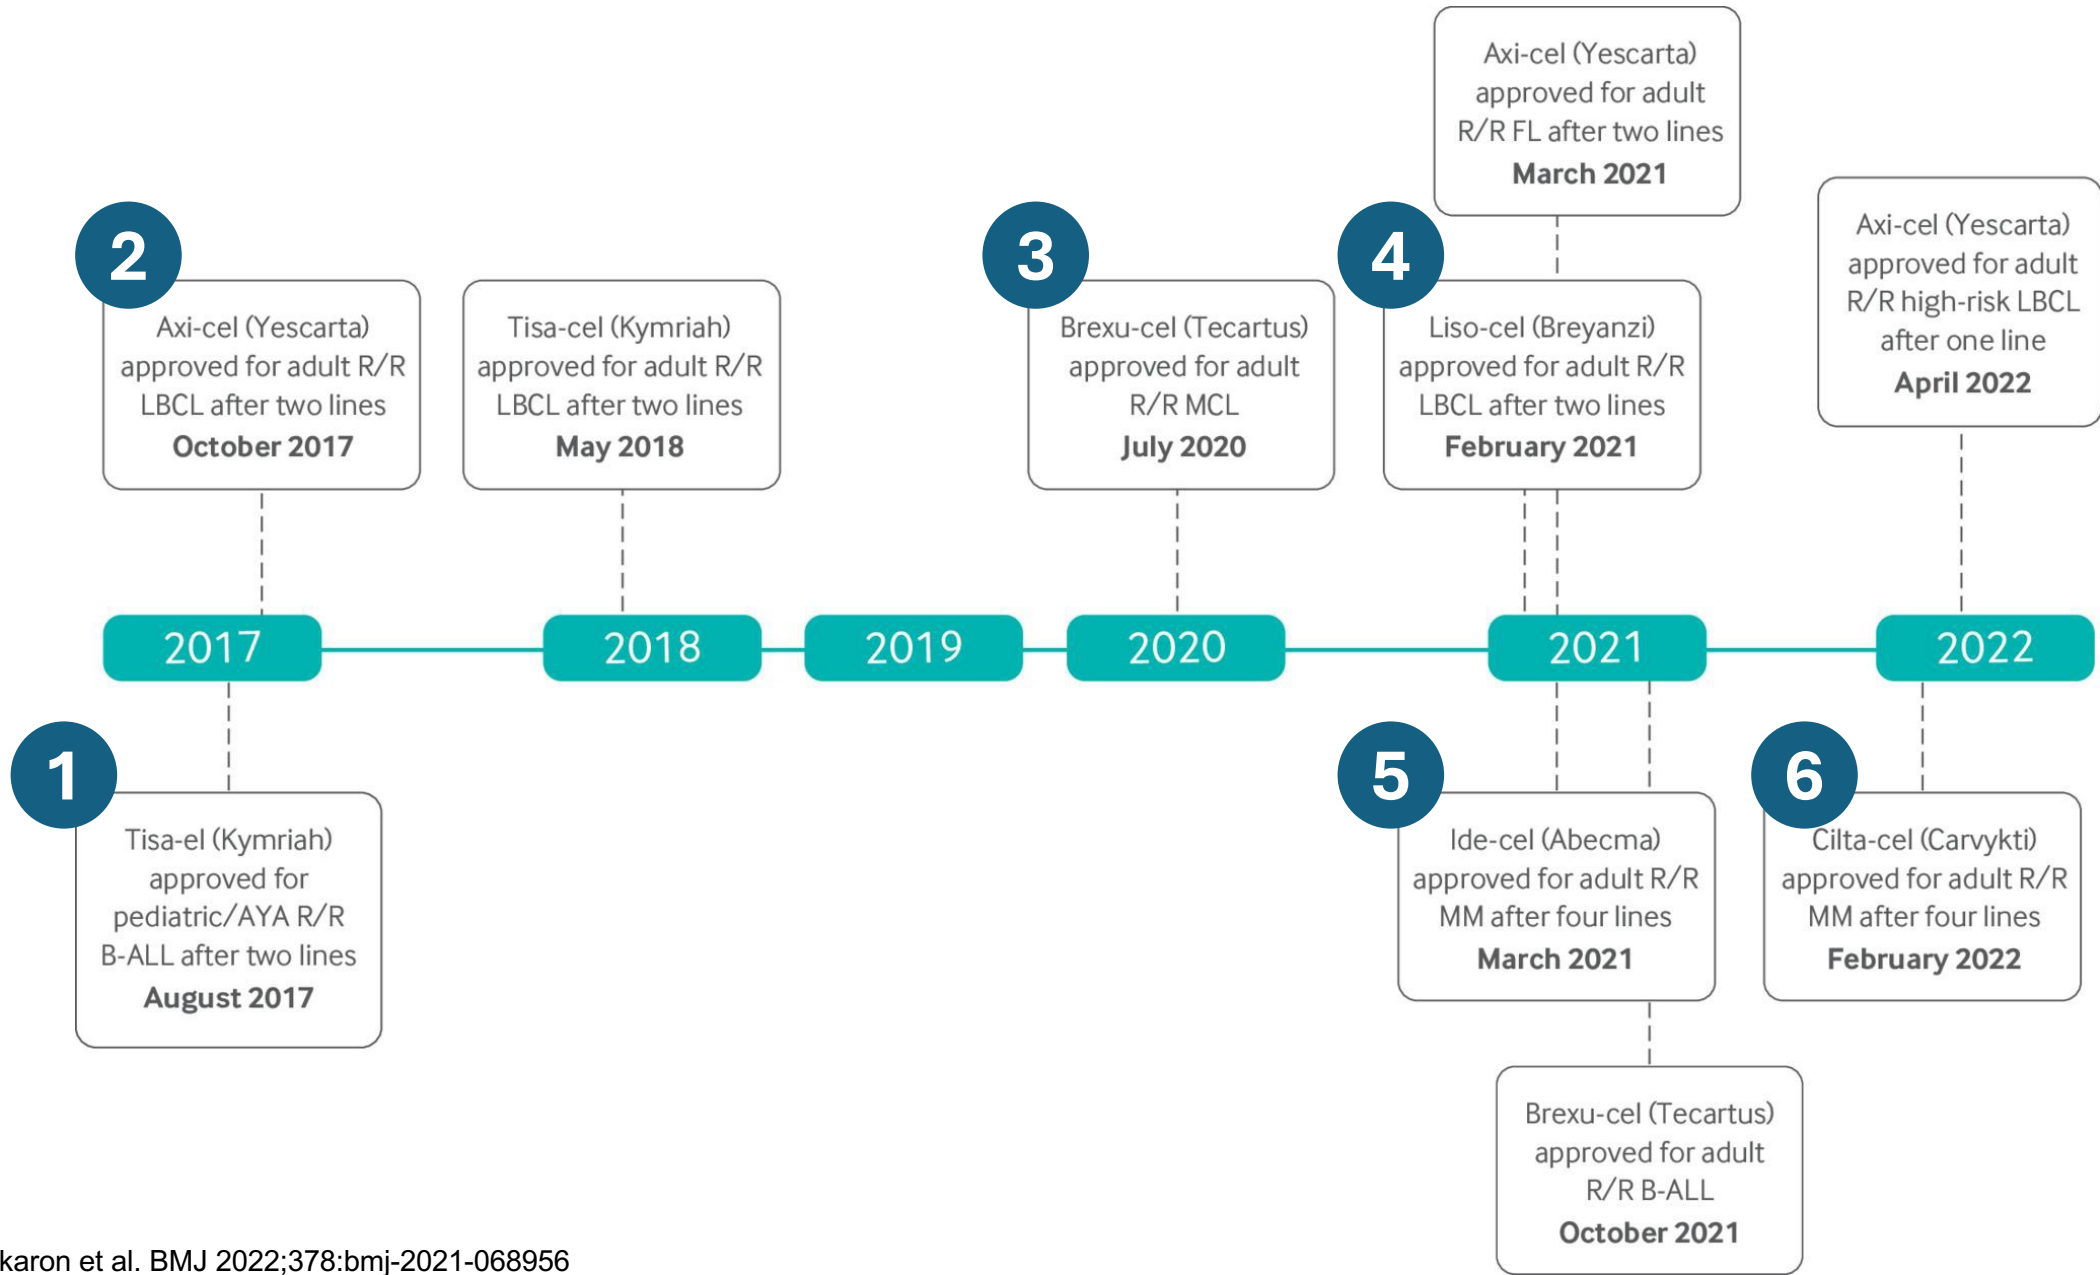 Axi-cel (Yescarta)
approved for adult
R/R FL after two lines
March 2021
2
Axi-cel (Yescarta)
approved for adult R/R
LBCL after two lines
October 2017
Tisa-cel (Kymriah)
approved for adult R/R
LBCL after two lines
May 2018
3
Brexu-cel (Tecartus)
approved for adult
R/R MCL
July 2020
4
Liso-cel (Breyanzi)
approved for adult R/R
LBCL after two lines
February 2021
Axi-cel (Yescarta)
approved for adult
R/R high-risk LBCL
after one line
April 2022
2017
2018
2019
2020
2021
2022
1
Tisa-el (Kymriah)
approved for
pediatric/AYA R/R
B-ALL after two lines
August 2017
5
Ide-cel (Abecma)
approved for adult R/R
MM after four lines
March 2021
6
Cilta-cel (Carvykti)
approved for adult R/R
MM after four lines
February 2022
Brexu-cel (Tecartus)
approved for adult
R/R B-ALL
October 2021
karon et al. BMJ 2022;378:bmj-2021-068956